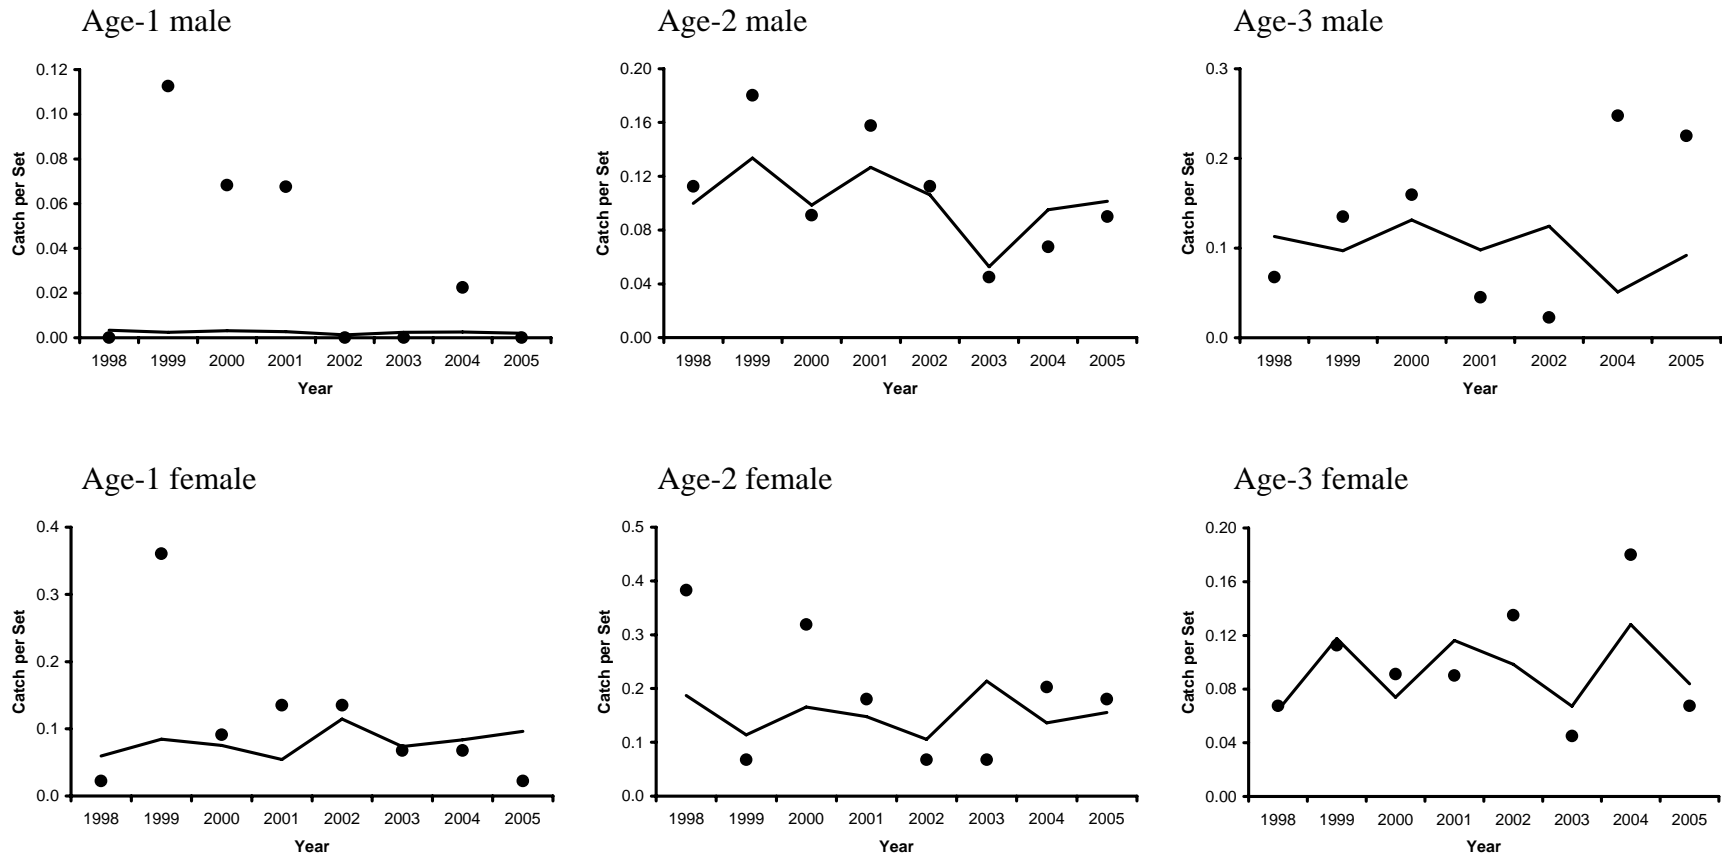 Age-1 male
0.12
0.10
0.08
0.06
0.04
0.02
0.00
Catch per Set
1998 1999 2000 2001 2002 2003 2004 2005
Year
Age-2 male
0.20
0.16
0.12
0.08
0.04
0.00
Catch per Set
1998 1999 2000 2001 2002 2003 2004 2005
Year
Age-3 male
0.3
0.2
0.1
0.0
Catch per Set
1998 1999 2000 2001 2002 2004 2005
Year
Age-1 female
0.4
0.3
0.2
0.1
0.0
Catch per Set
1998 1999 2000 2001 2002 2003 2004 2005
Year
Age-2 female
0.5
0.4
0.3
0.2
0.1
0.0
Catch per Set
1998 1999 2000 2001 2002 2003 2004 2005
Year
Age-3 female
0.20
0.16
0.12
0.08
0.04
0.00
Catch per Set
1998 1999 2000 2001 2002 2003 2004 2005
Year